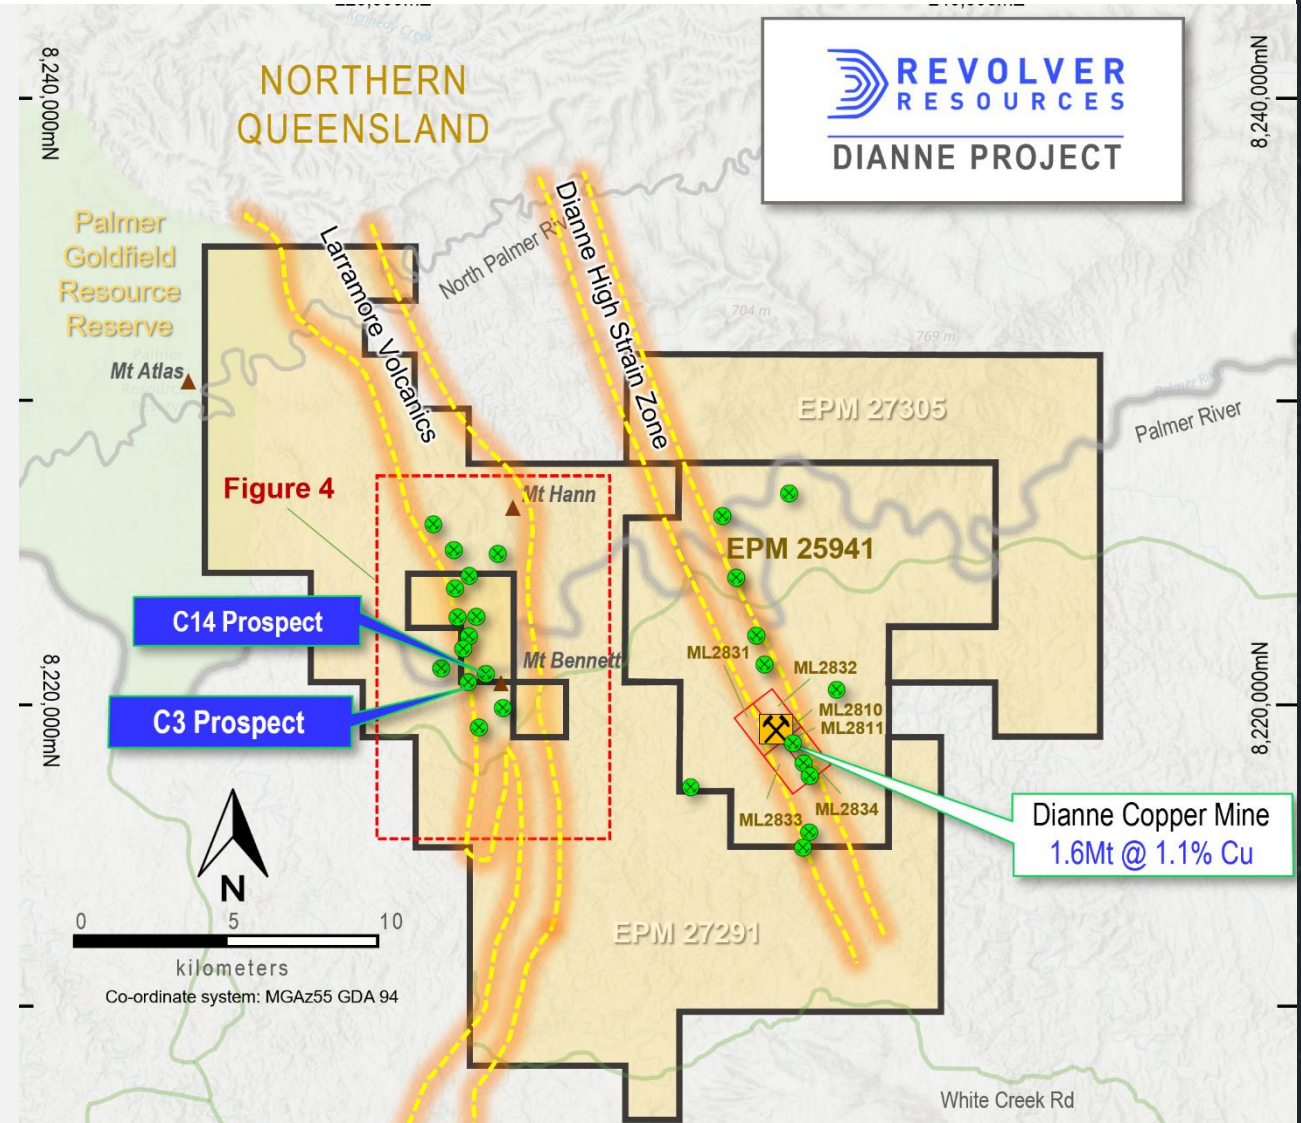 Kennedy Creek
NORTHERN
QUEENSLAND
REVOLVER
RESOURCES
DIANNE PROJECT
8,240,000mN
8,240,000mN
Palmer
Goldfield
Resource
Reserve
Mt Atlas
Larramore Volcanics
North Palmer Riv
Dianne High Strain Zone
704 m
769 m
EPM 27305
Palmer River
Figure 4
Mt Hann
EPM 25941
C14 Prospect
Mt Bennett
C3 Prospect
ML2831
ML2832
ML2810
ML2811
ML2833
ML2834
8,220,000mN
8,220,000mN
Dianne Copper Mine
1.6Mt @ 1.1% Cu
N
0 5 10
kilometers
Co-ordinate system: MGAz55 GDA 94
EPM 27291
White Creek Rd